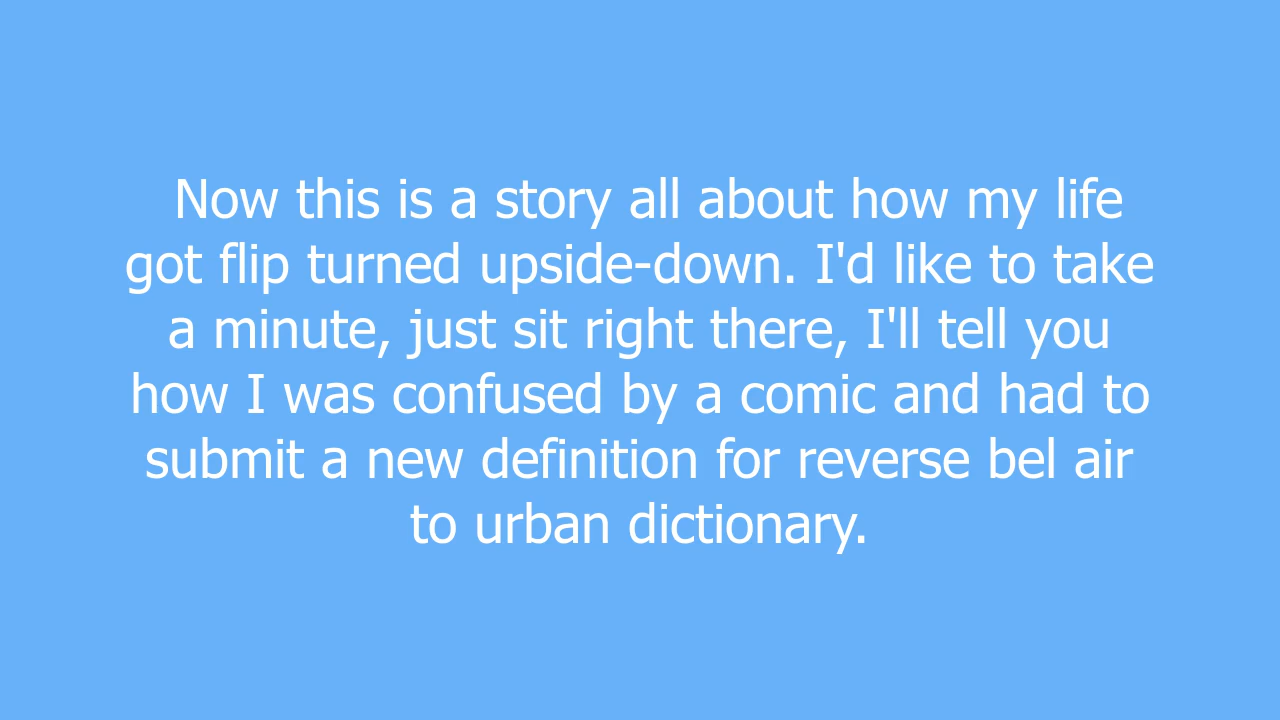 Now this is a story all about how my life
got flip turned upside-down. I'd like to take
a minute, just sit right there, I'll tell you
how I was confused by a comic and had to
submit a new definition for reverse bel air
to urban dictionary.